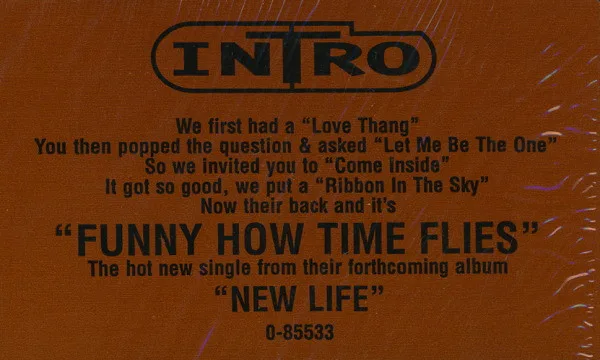 INTRO
We first had a “Love Thang”
You then popped the question & asked “Let Me Be The One”
So we invited you to “Come Inside”
It got so good, we put a “Ribbon In The Sky”
Now their back and it's
“FUNNY HOW TIME FLIES”
The hot new single from their forthcoming album
“NEW LIFE”
0-85533